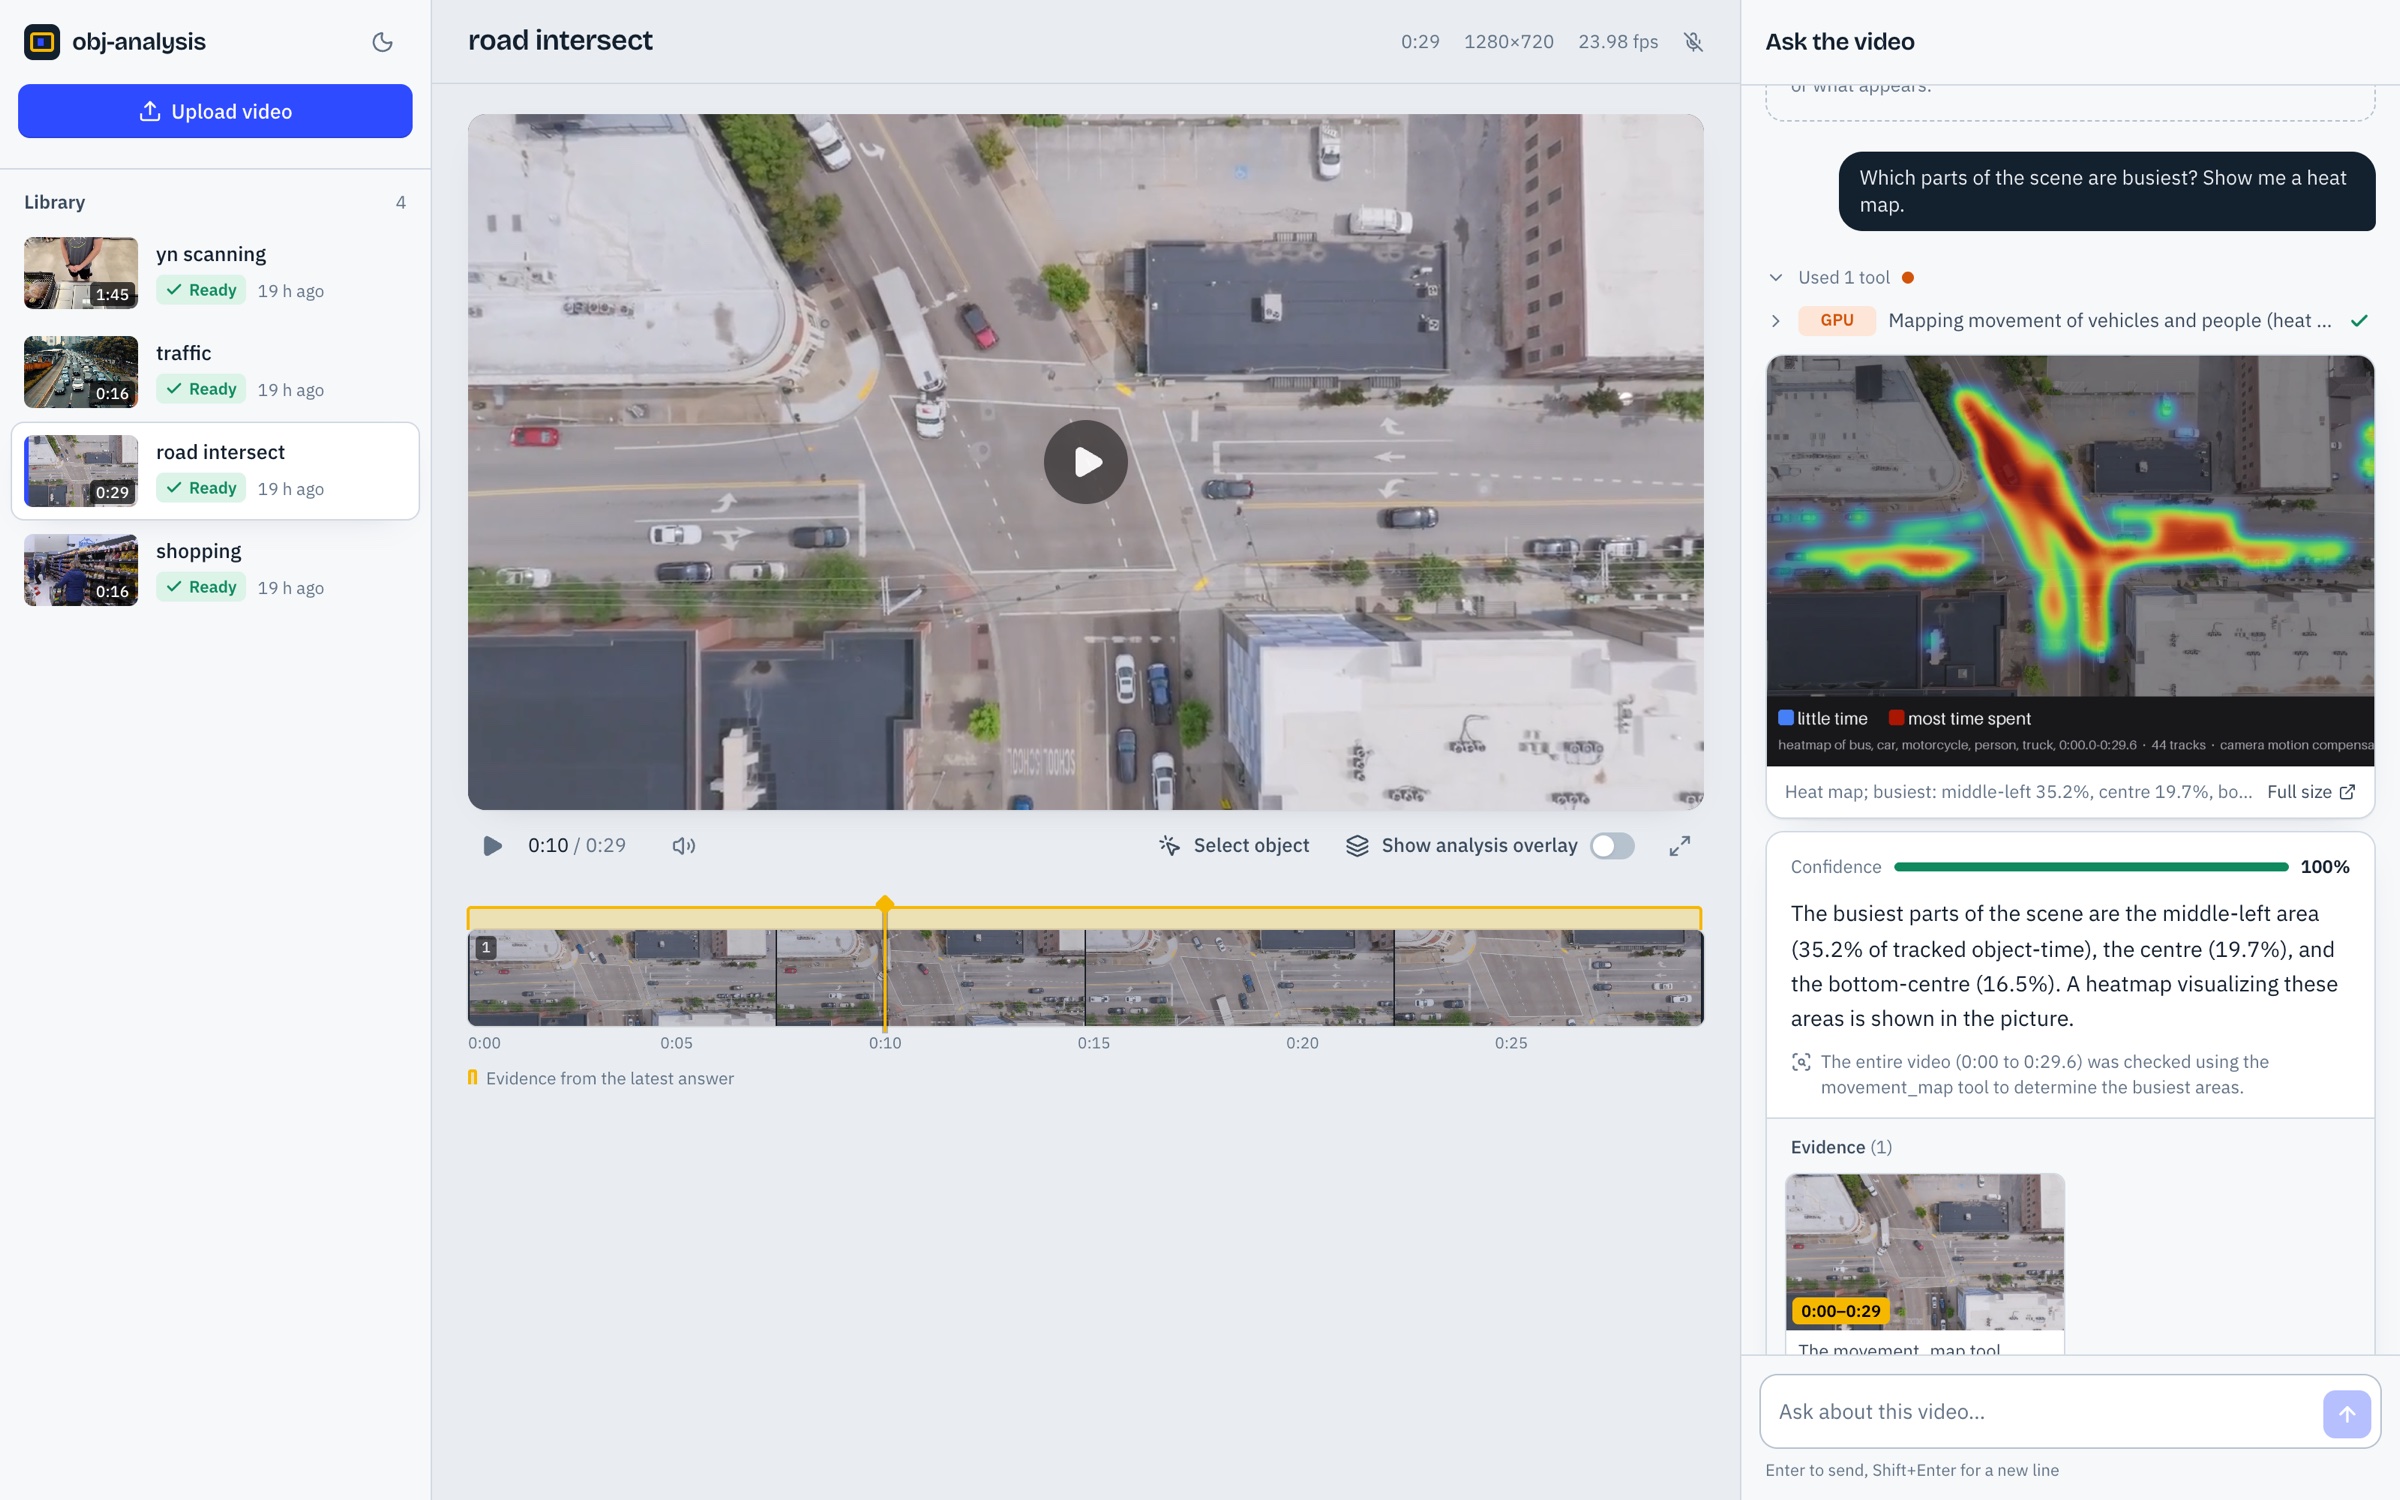 obj-analysis
Upload video
Library 4
1:45
yn scanning
Ready 19 h ago
0:16
traffic
Ready 19 h ago
0:29
road intersect
Ready 19 h ago
0:16
shopping
Ready 19 h ago
road intersect
0:29 1280×720 23.98 fps
SCHOOL
0:10 / 0:29
Select object
Show analysis overlay
1
0:00 0:05 0:10 0:15 0:20 0:25
Evidence from the latest answer
Ask the video
of what appears.
Which parts of the scene are busiest? Show me a heat
map.
Used 1 tool
GPU Mapping movement of vehicles and people (heat ...
little time most time spent
heatmap of bus, car, motorcycle, person, truck, 0:00.0-0:29.6 · 44 tracks · camera motion compensa
Heat map; busiest: middle-left 35.2%, centre 19.7%, bo... Full size
Confidence 100%
The busiest parts of the scene are the middle-left area
(35.2% of tracked object-time), the centre (19.7%), and
the bottom-centre (16.5%). A heatmap visualizing these
areas is shown in the picture.
The entire video (0:00 to 0:29.6) was checked using the
movement_map tool to determine the busiest areas.
Evidence (1)
0:00–0:29
The movement_map tool
Ask about this video...
Enter to send, Shift+Enter for a new line